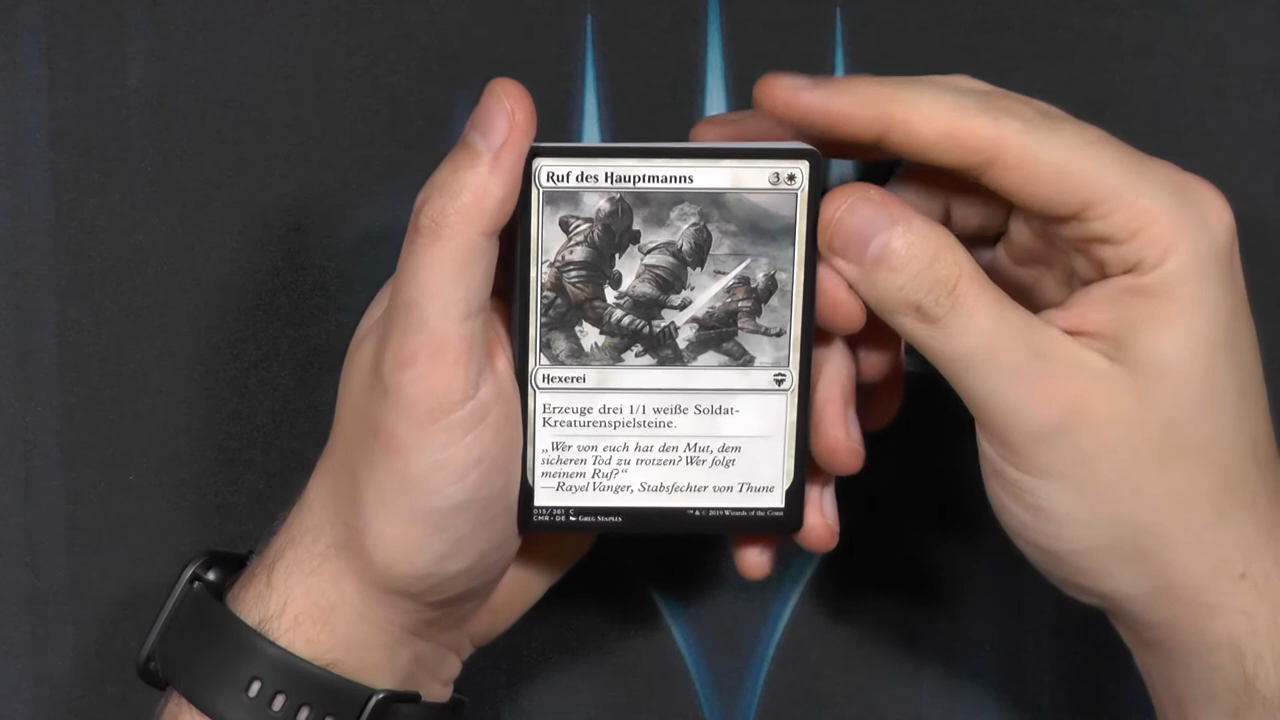 Ruf des Hauptmanns 3
Hexerei
Erzeuge drei 1/1 weiße Soldat-
Kreaturenspielsteine.
„Wer von euch hat den Mut, dem
sicheren Tod zu trotzen? Wer folgt
meinem Ruf?“
—Rayel Vanger, Stabsfechter von Thune
015/361 C
CMR • DE Greg Staples
™ & © 2019 Wizards of the Coast